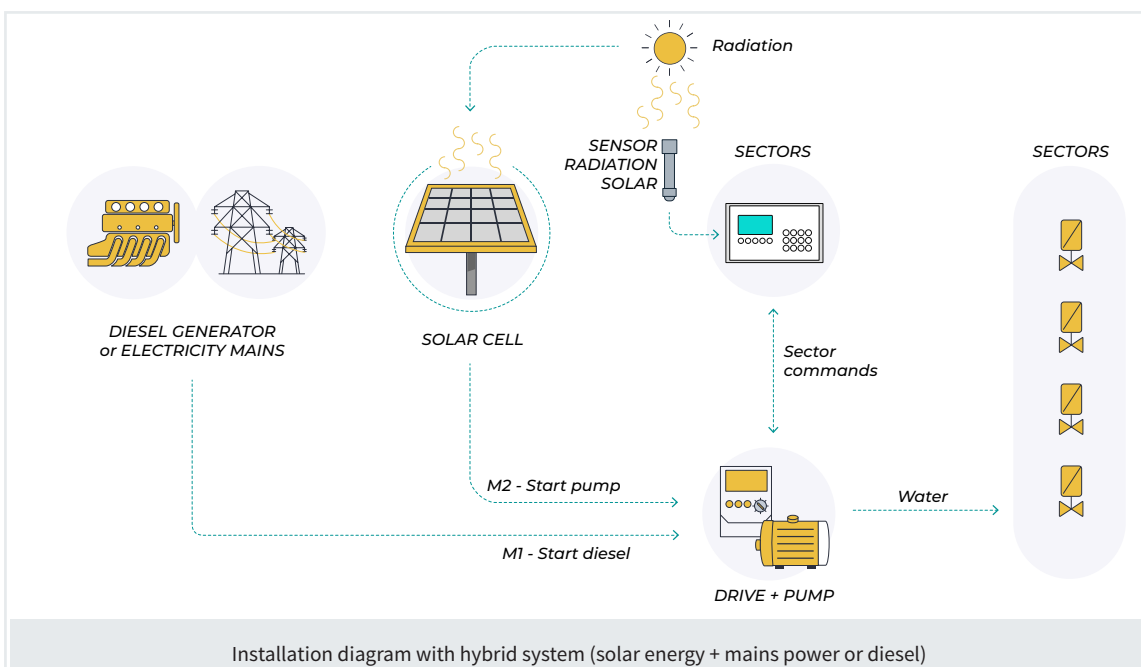 Radiation
SENSOR
RADIATION
SOLAR
SECTORS
SECTORS
DIESEL GENERATOR
or ELECTRICITY MAINS
SOLAR CELL
Sector
commands
M2 - Start pump
Water
M1 - Start diesel
DRIVE + PUMP
Installation diagram with hybrid system (solar energy + mains power or diesel)